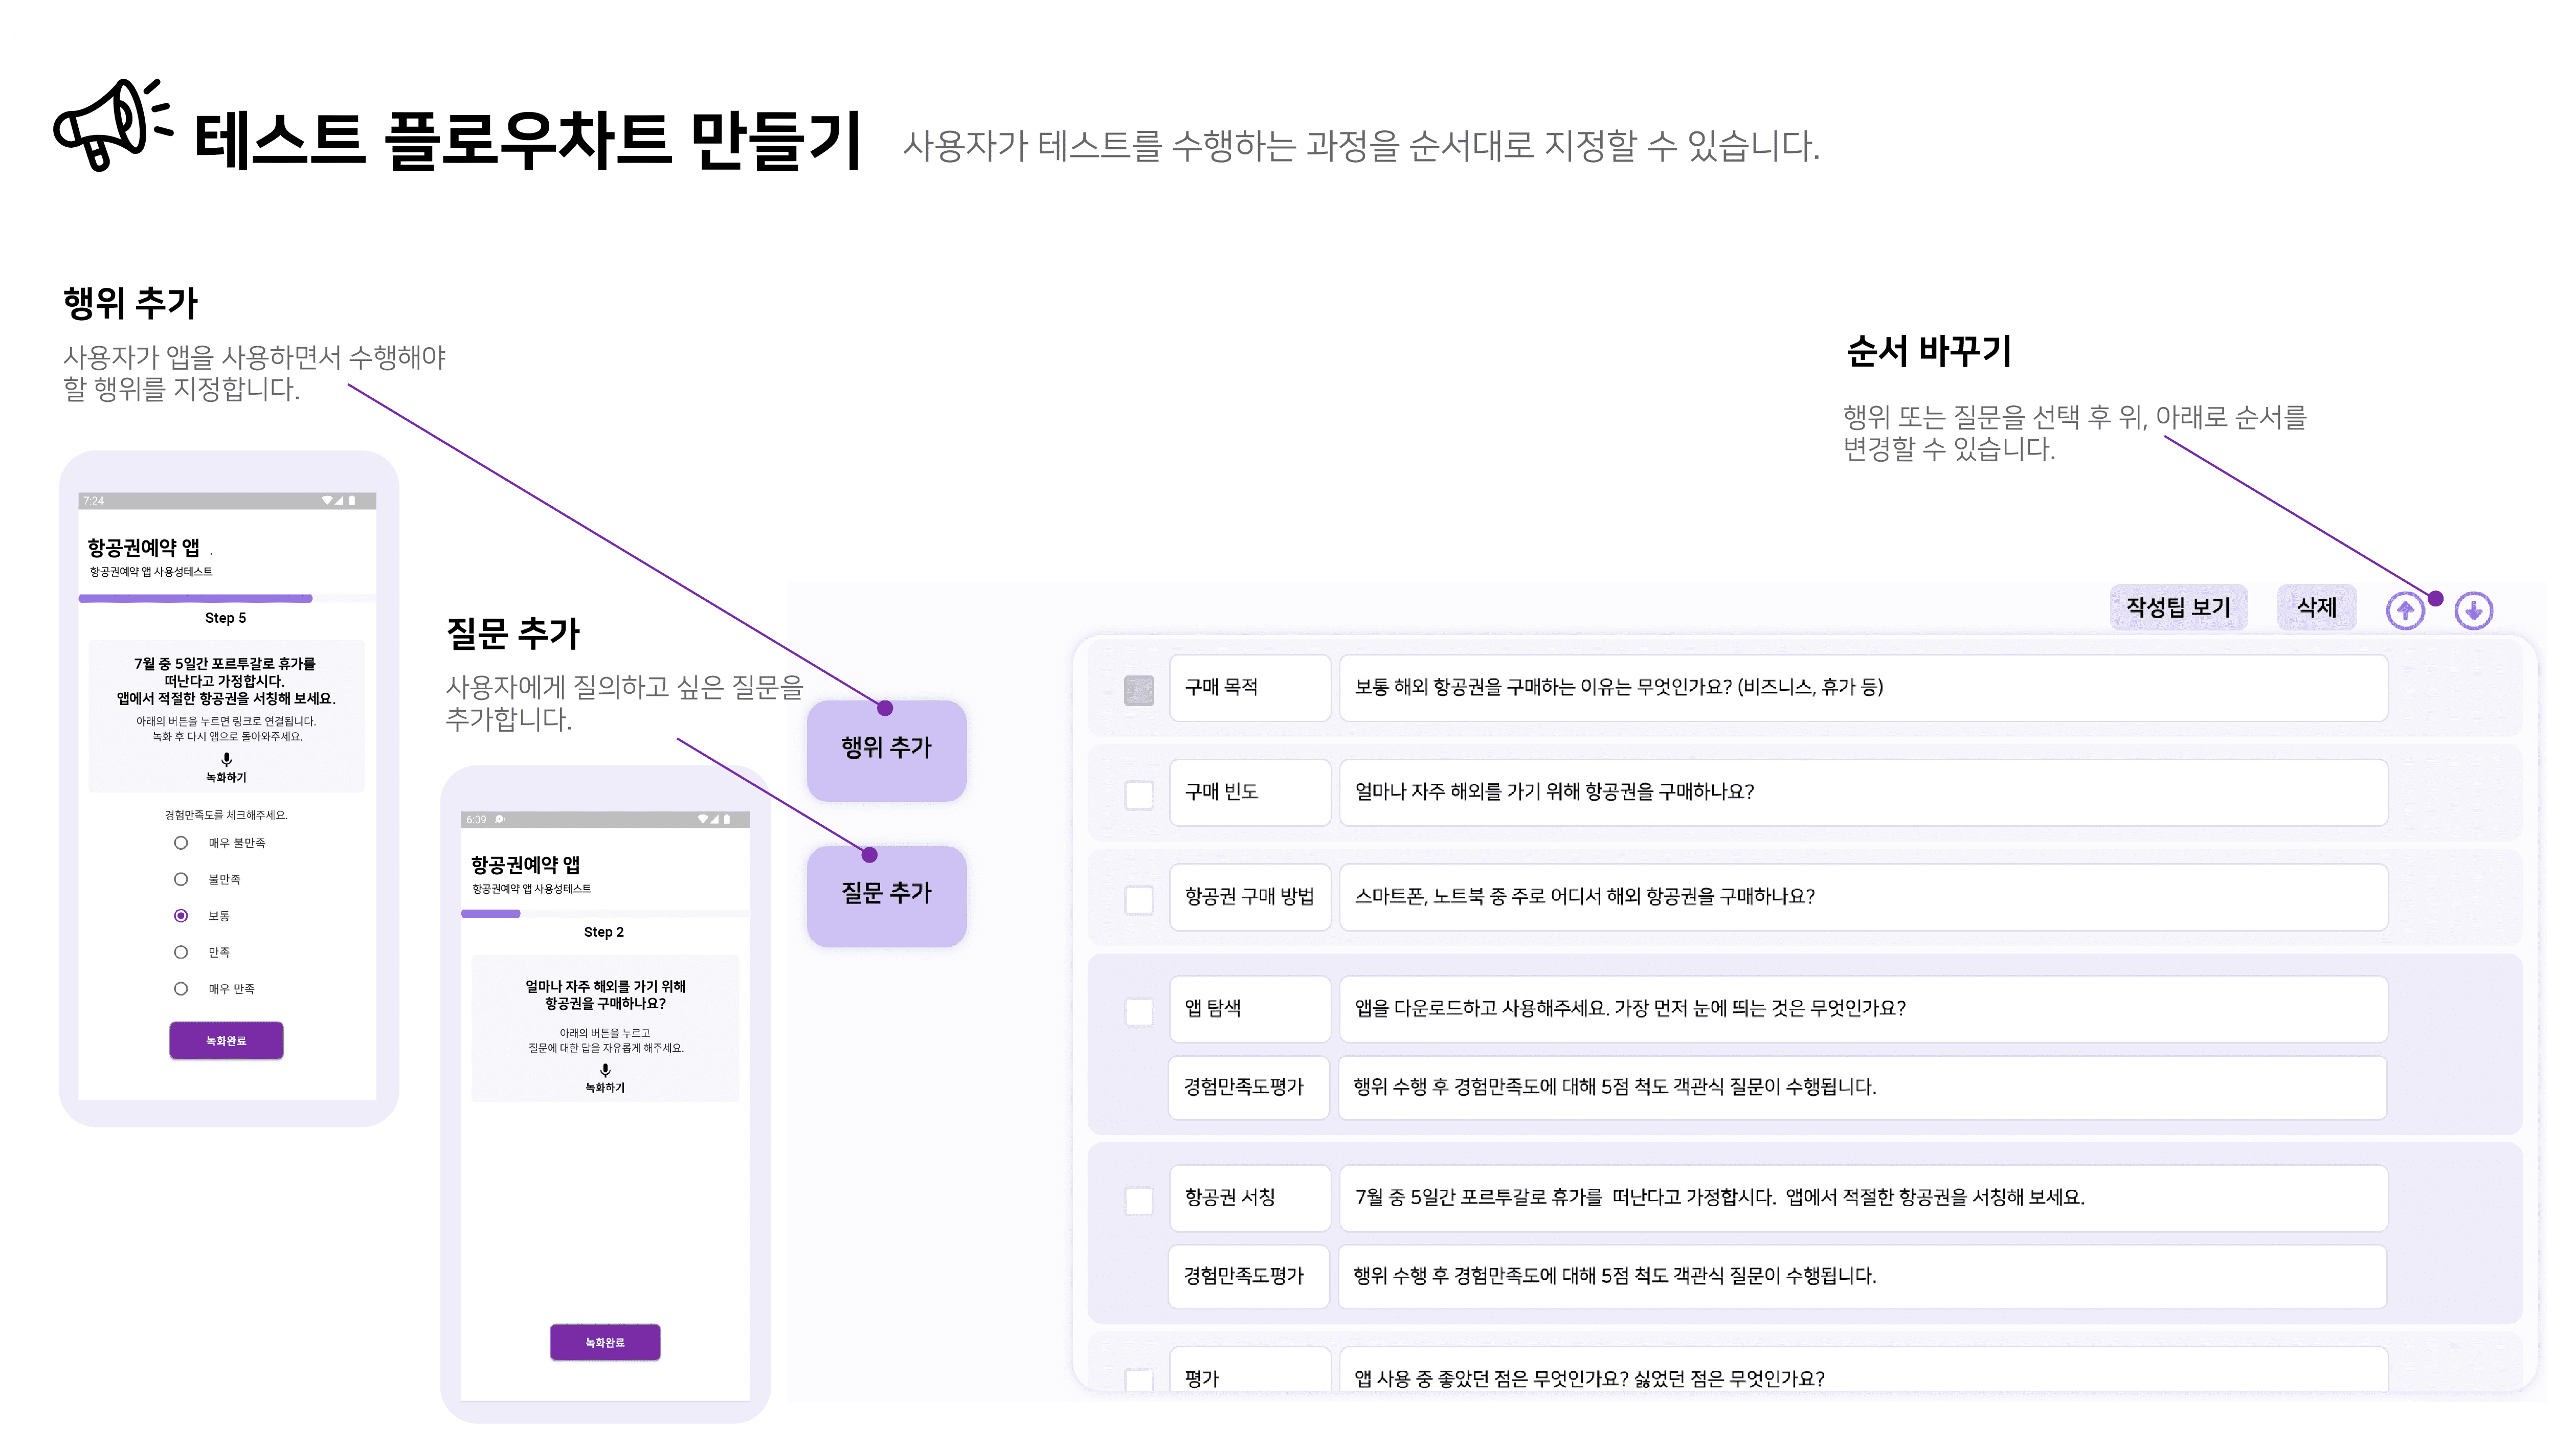 테스트 플로우차트 만들기
사용자가 테스트를 수행하는 과정을 순서대로 지정할 수 있습니다.
행위 추가
사용자가 앱을 사용하면서 수행해야
할 행위를 지정합니다.
7:24
항공권예약 앱 .
항공권예약 앱 사용성테스트
Step 5
7월 중 5일간 포르투갈로 휴가를
떠난다고 가정합시다.
앱에서 적절한 항공권을 서칭해 보세요.
아래의 버튼을 누르면 링크로 연결됩니다.
녹화 후 다시 앱으로 돌아와주세요.
녹화하기
경험만족도를 체크해주세요.
매우 불만족
불만족
보통
만족
매우 만족
녹화완료
질문 추가
사용자에게 질의하고 싶은 질문을
추가합니다.
6:09
항공권예약 앱
항공권예약 앱 사용성테스트
Step 2
얼마나 자주 해외를 가기 위해
항공권을 구매하나요?
아래의 버튼을 누르고
질문에 대한 답을 자유롭게 해주세요.
녹화하기
녹화완료
행위 추가
질문 추가
순서 바꾸기
행위 또는 질문을 선택 후 위, 아래로 순서를
변경할 수 있습니다.
작성팁 보기
삭제
구매 목적
보통 해외 항공권을 구매하는 이유는 무엇인가요? (비즈니스, 휴가 등)
구매 빈도
얼마나 자주 해외를 가기 위해 항공권을 구매하나요?
항공권 구매 방법
스마트폰, 노트북 중 주로 어디서 해외 항공권을 구매하나요?
앱 탐색
앱을 다운로드하고 사용해주세요. 가장 먼저 눈에 띄는 것은 무엇인가요?
경험만족도평가
행위 수행 후 경험만족도에 대해 5점 척도 객관식 질문이 수행됩니다.
항공권 서칭
7월 중 5일간 포르투갈로 휴가를  떠난다고 가정합시다.  앱에서 적절한 항공권을 서칭해 보세요.
경험만족도평가
행위 수행 후 경험만족도에 대해 5점 척도 객관식 질문이 수행됩니다.
평가
앱 사용 중 좋았던 점은 무엇인가요? 싫었던 점은 무엇인가요?